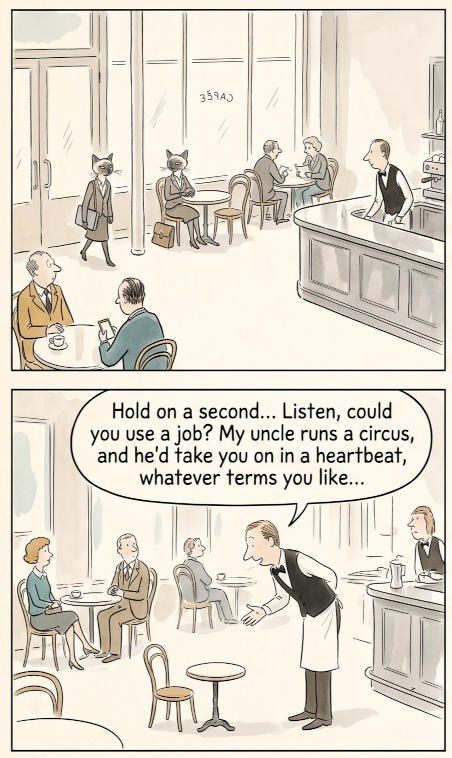 Hold on a second... Listen, could
you use a job? My uncle runs a circus,
and he'd take you on in a heartbeat,
whatever terms you like...